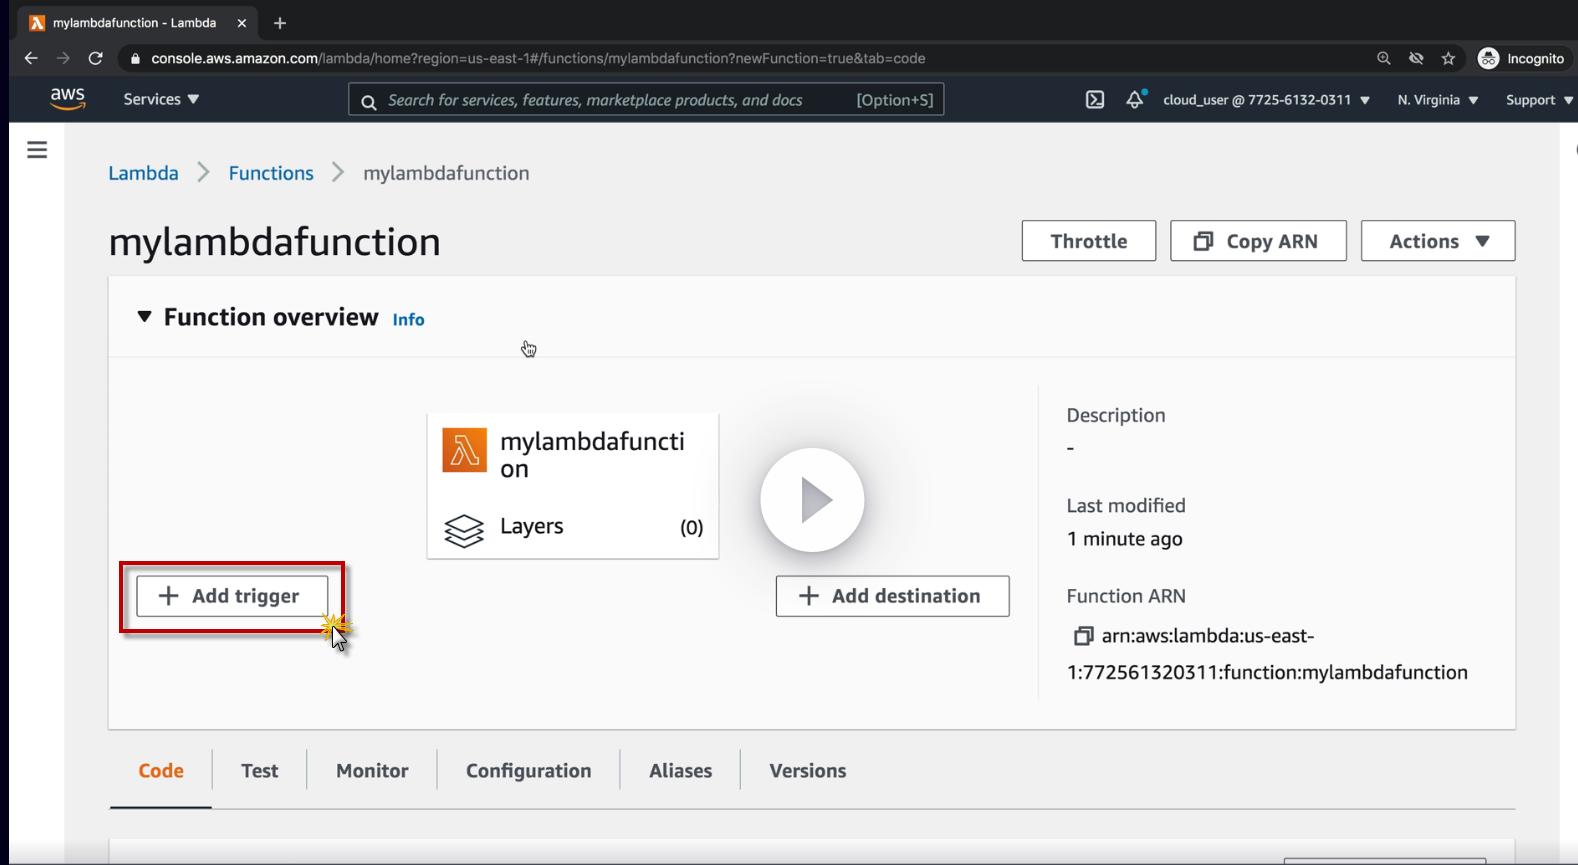 mylambdafunction - Lambda
console.aws.amazon.com/lambda/home?region=us-east-1#/functions/mylambdafunction?newFunction=true&tab=code
Incognito
aws
Services
Search for services, features, marketplace products, and docs
[Option+S]
cloud_user @ 7725-6132-0311
N. Virginia
Support
Lambda
Functions
mylambdafunction
mylambdafunction
Throttle
Copy ARN
Actions
Function overview
Info
mylambdafuncti
on
Layers
(0)
Add trigger
Add destination
Description
-
Last modified
1 minute ago
Function ARN
arn:aws:lambda:us-east-
1:772561320311:function:mylambdafunction
Code
Test
Monitor
Configuration
Aliases
Versions